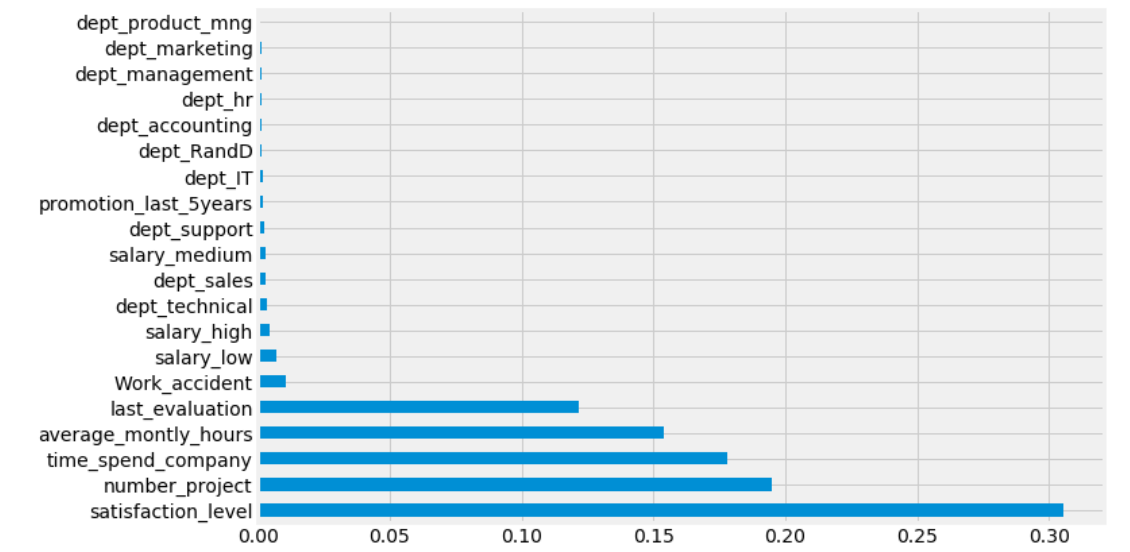 dept_product_mng
dept_marketing
dept_management
dept_hr
dept_accounting
dept_RandD
dept_IT
promotion_last_5years
dept_support
salary_medium
dept_sales
dept_technical
salary_high
salary_low
Work_accident
last_evaluation
average_montly_hours
time_spend_company
number_project
satisfaction_level
0.00 0.05 0.10 0.15 0.20 0.25 0.30